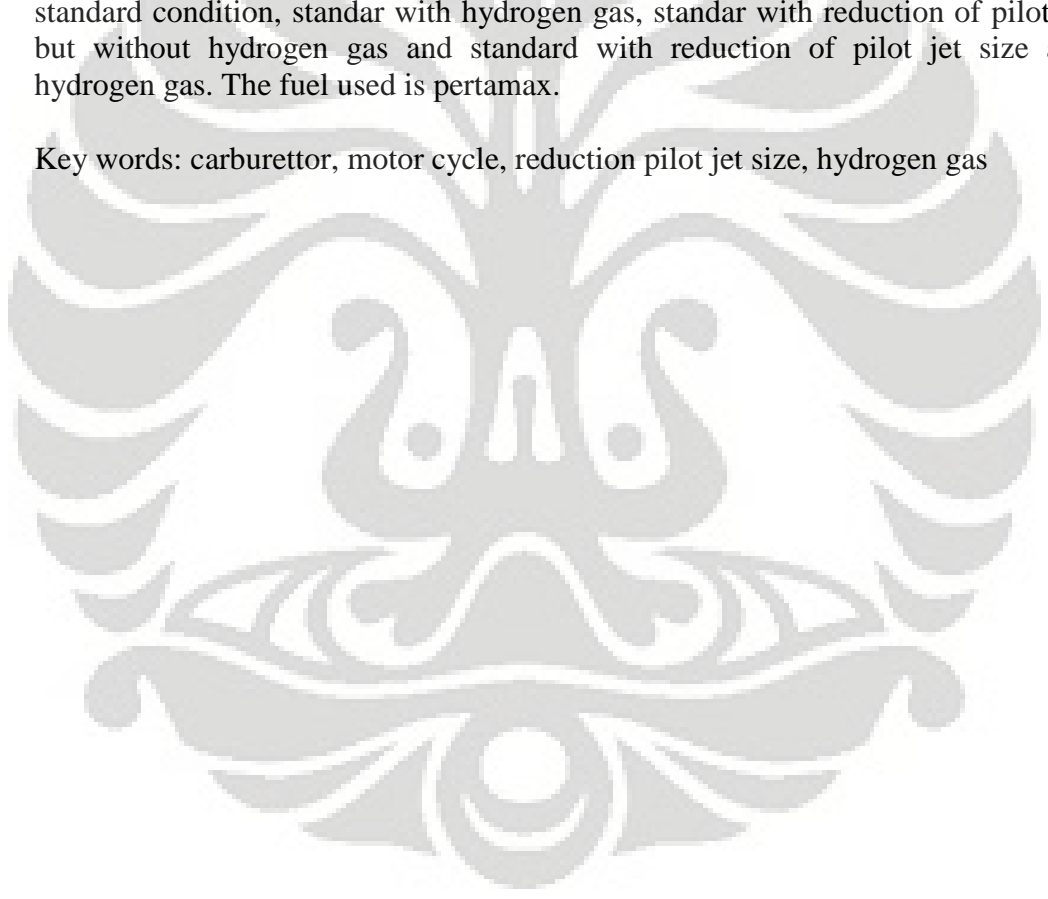 standard condition, standar with hydrogen gas, standar with reduction of pilot
but without hydrogen gas and standard with reduction of pilot jet size
hydrogen gas. The fuel used is pertamax.
Key words: carburettor, motor cycle, reduction pilot jet size, hydrogen gas